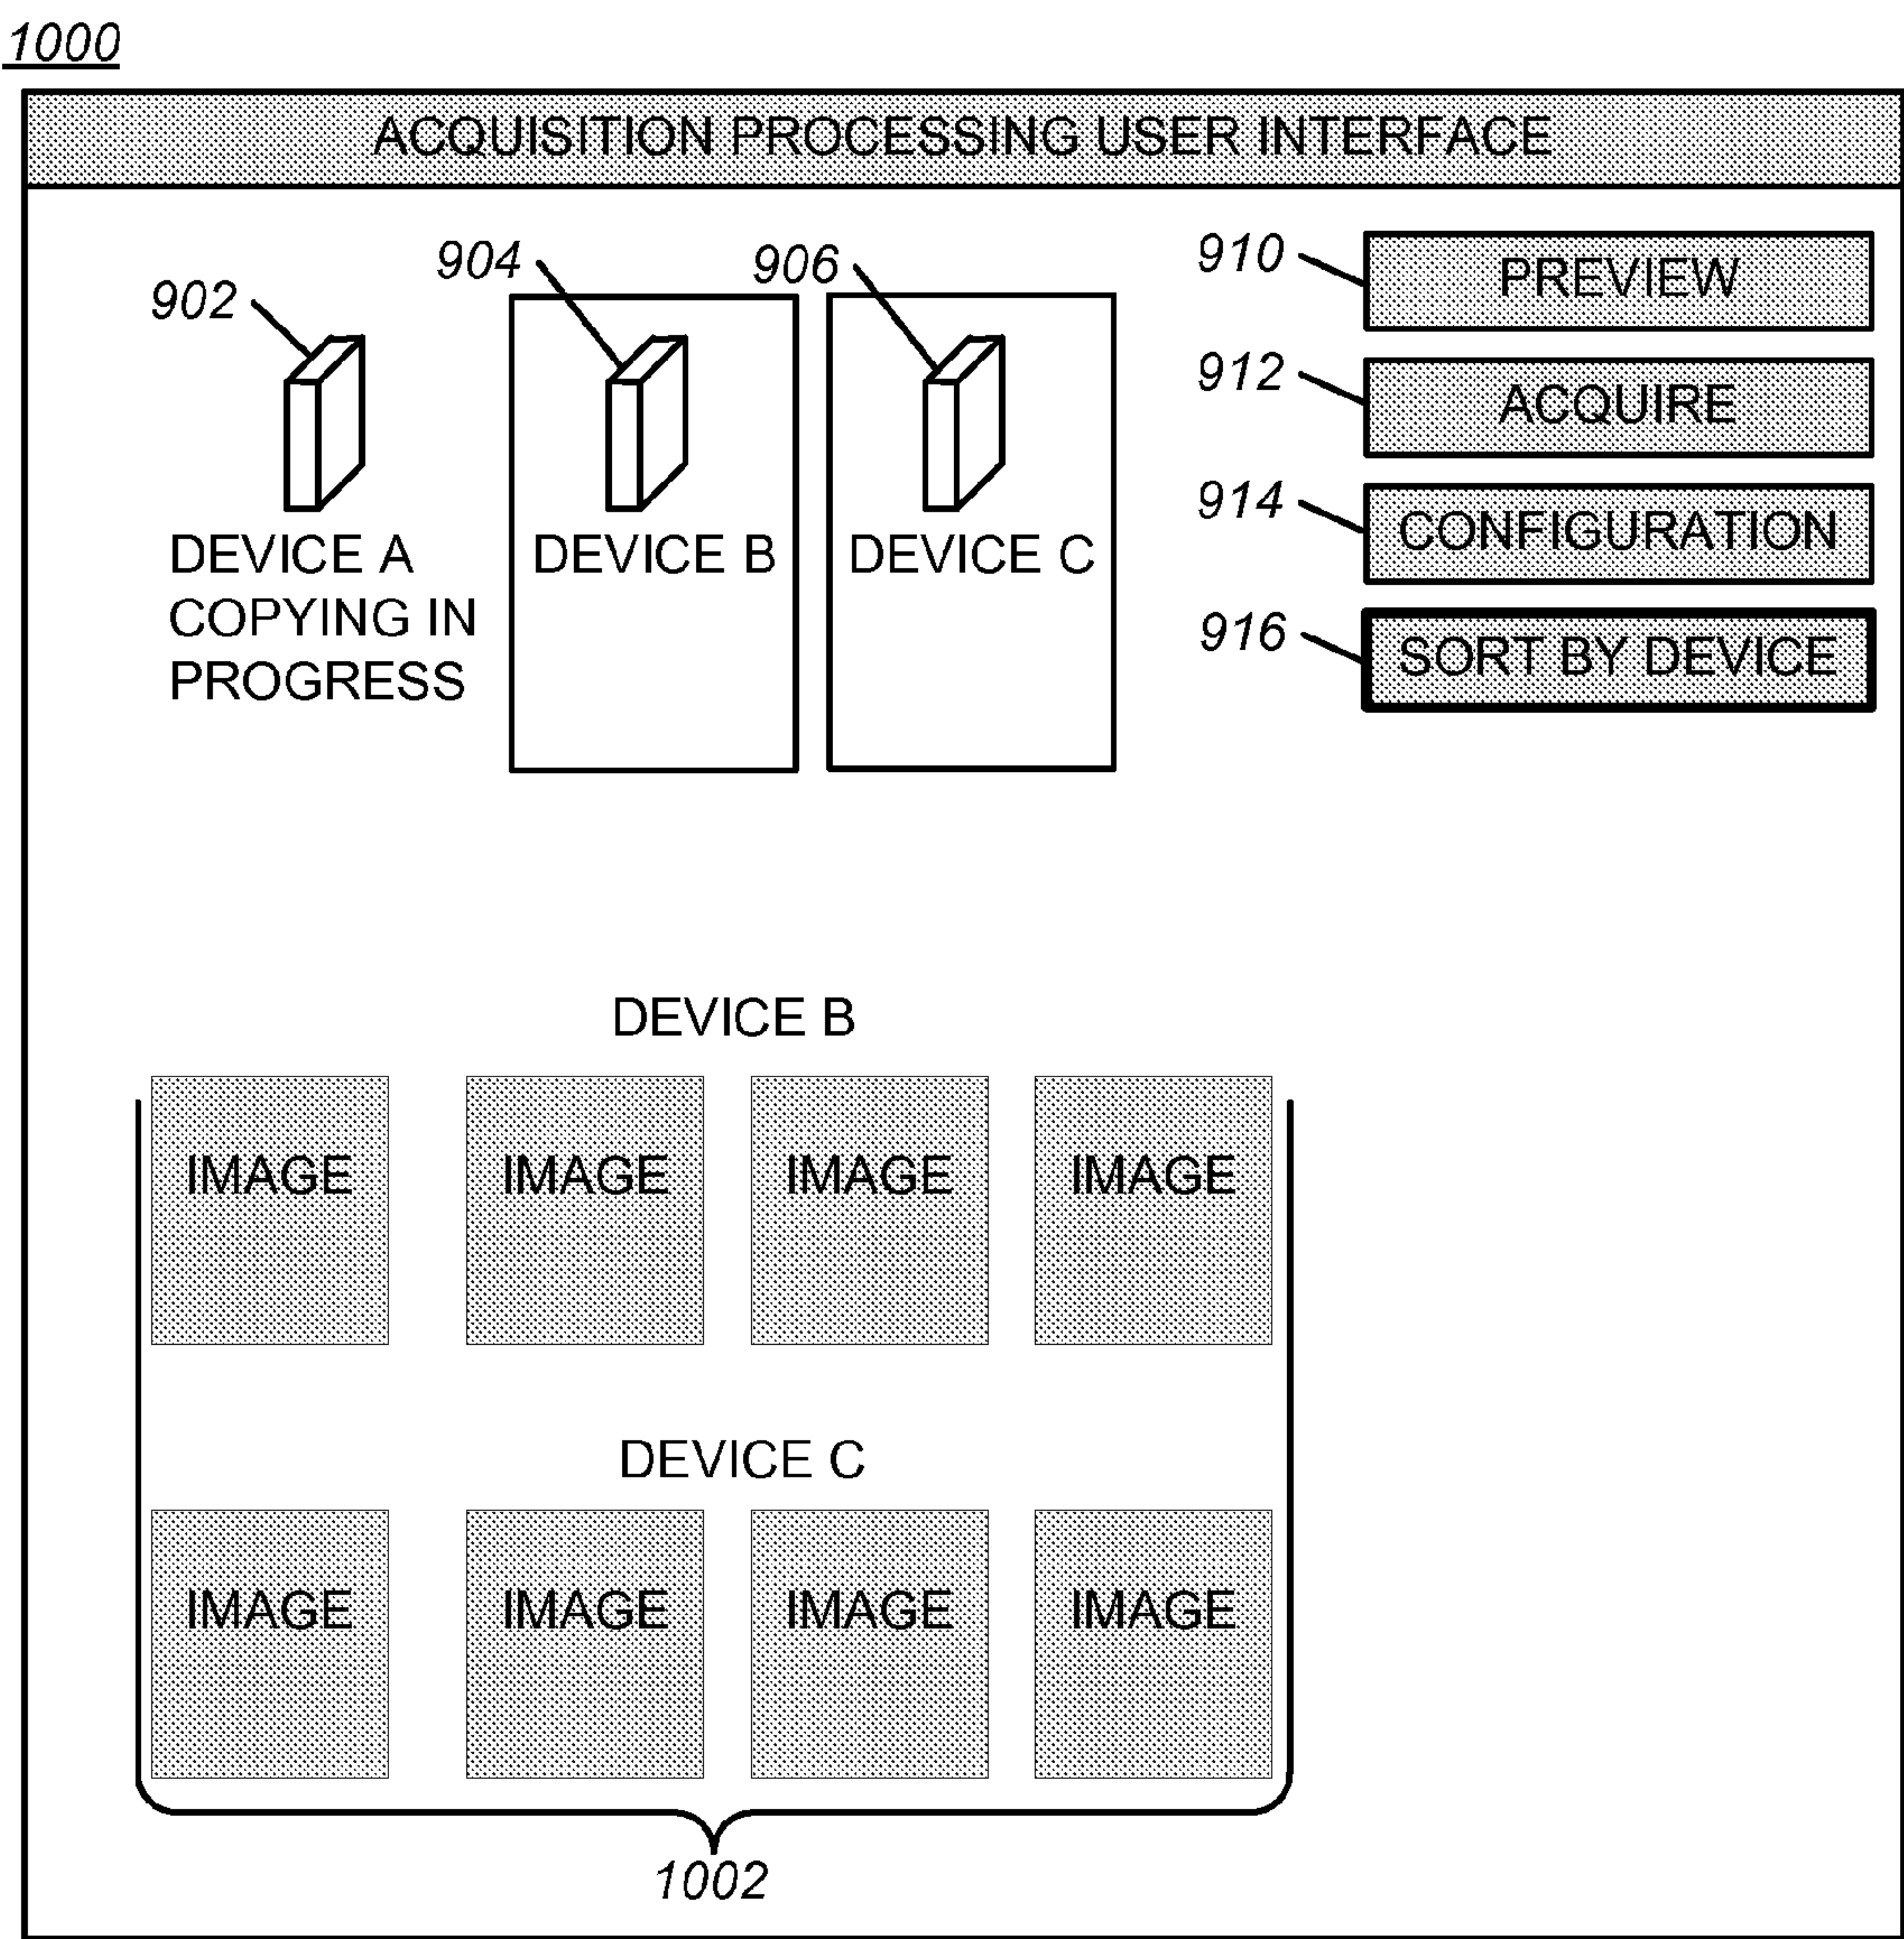 1000
ACQUISITION PROCESSING USER INTERFACE
902
904
906
DEVICE A
COPYING IN
PROGRESS
DEVICE B
DEVICE C
910
PREVIEW
912
ACQUIRE
914
CONFIGURATION
916
SORT BY DEVICE
DEVICE B
IMAGE IMAGE IMAGE IMAGE
DEVICE C
IMAGE IMAGE IMAGE IMAGE
1002